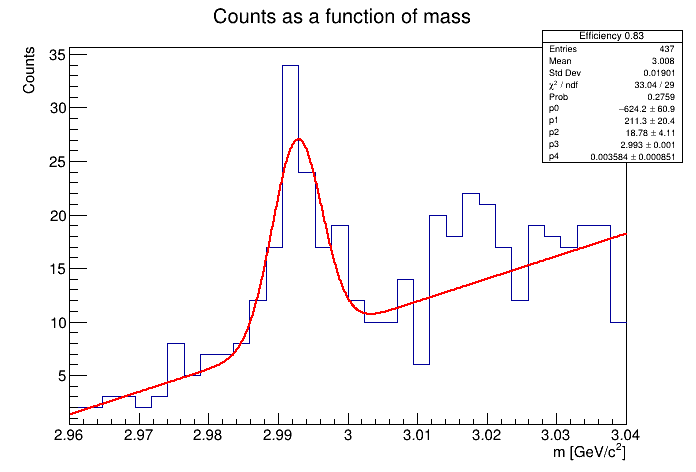 Counts as a function of mass
Efficiency 0.83
Entries 437
Mean 3.008
Std Dev 0.01901
χ² / ndf 33.04 / 29
Prob 0.2759
p0 −624.2 ± 60.9
p1 211.3 ± 20.4
p2 18.78 ± 4.11
p3 2.993 ± 0.001
p4 0.003584 ± 0.000851
Counts
35
30
25
20
15
10
5
2.96 2.97 2.98 2.99 3 3.01 3.02 3.03 3.04
m [GeV/c²]